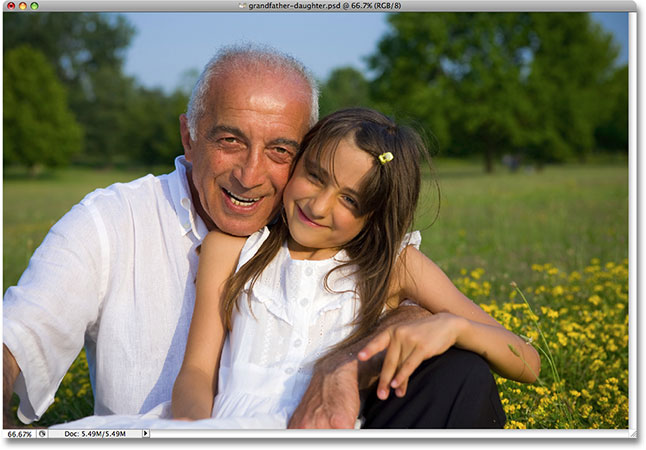 grandfather-daughter.psd @ 66.7% (RGB/8)
66.67% Doc: 5.49M/5.49M